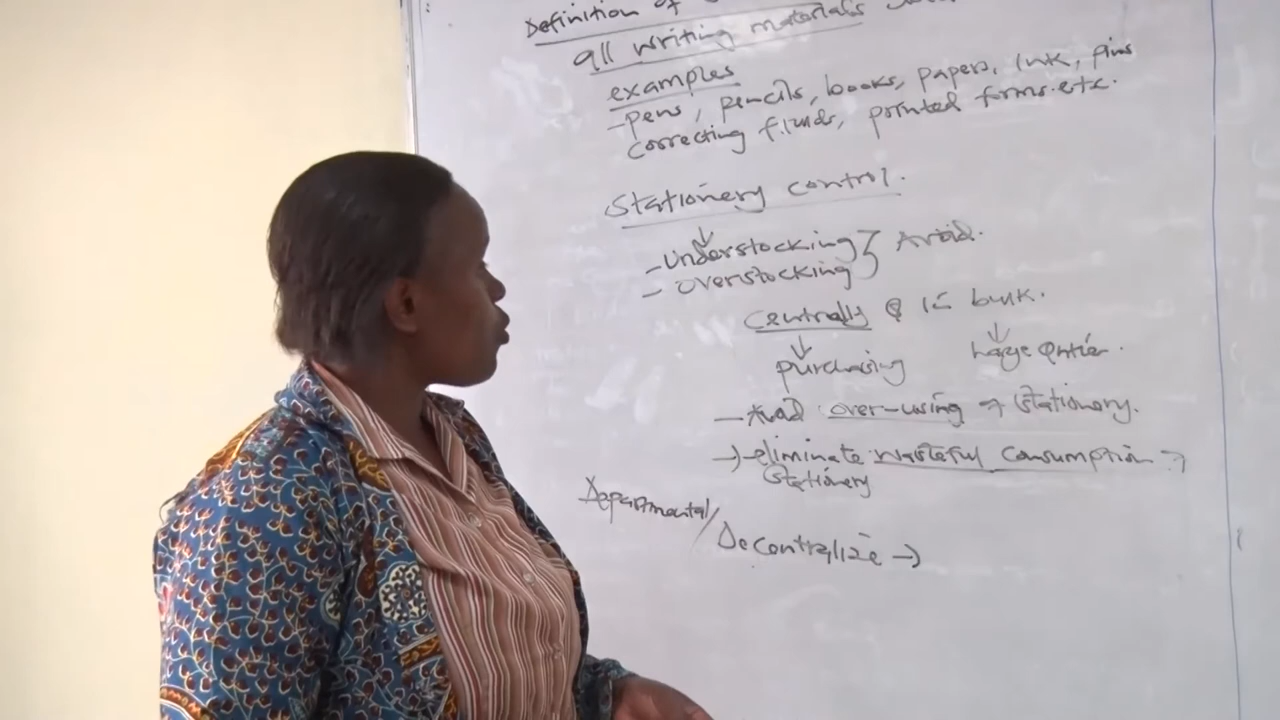 Definition of
all writing materials
examples
- pens, pencils, books, papers, ink, pins
correcting fluids, printed forms etc.
Stationery control.
- Understocking } Avoid.
- Overstocking
Centrally & in bulk.
purchasing
large
- Avoid over-using of stationery.
→ - eliminate wasteful consumption →
stationery
Departmental/
Decentralize →